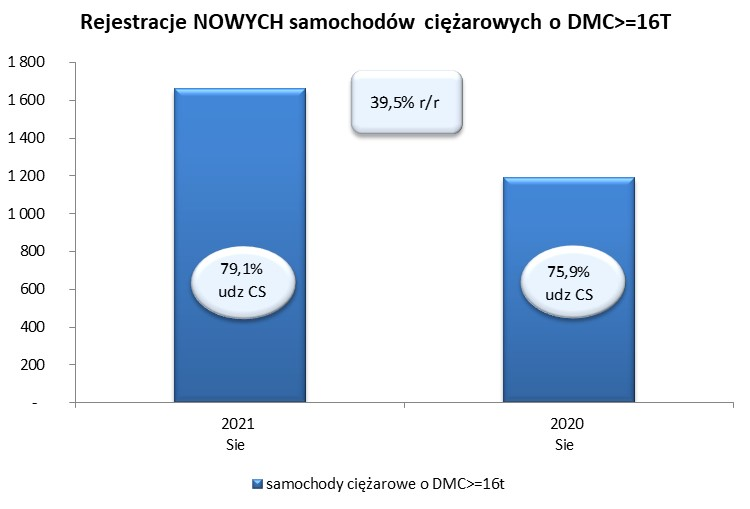 Rejestracje NOWYCH samochodów ciężarowych o DMC>=16T
1 800
1 600
1 400
1 200
1 000
800
600
400
200
-
39,5% r/r
79,1%
udz CS
75,9%
udz CS
2021
Sie
2020
Sie
samochody ciężarowe o DMC>=16t